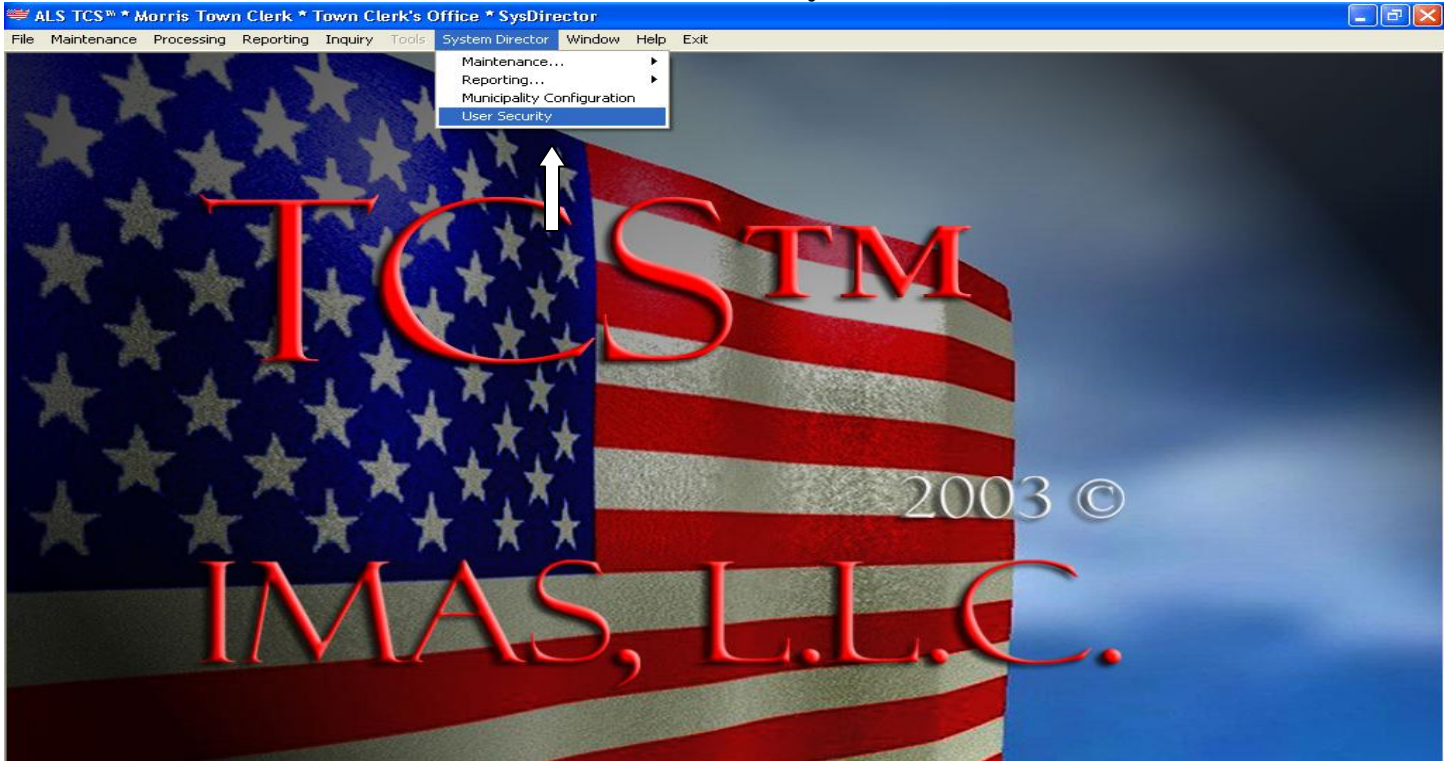 ALS TCS™ * Morris Town Clerk * Town Clerk's Office * SysDirector
File Maintenance Processing Reporting Inquiry Tools System Director Window Help Exit
Maintenance...
Reporting...
Municipality Configuration
User Security
TCS™
2003 ©
IMAS, L.L.C.